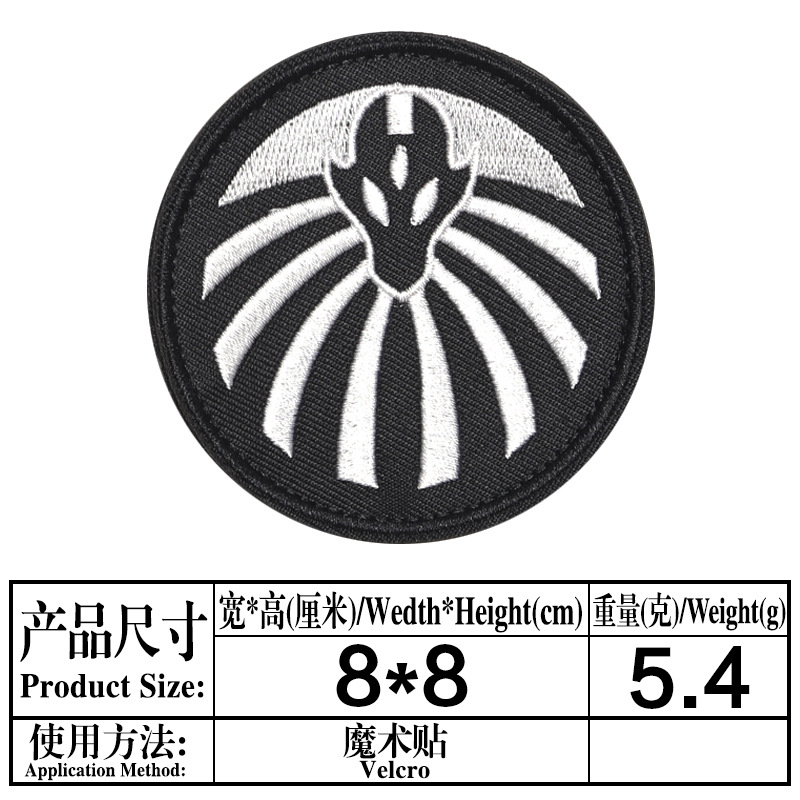 产品尺寸
Product Size:
宽*高(厘米)/Wedth*Height(cm)
重量(克)/Weight(g)
8*8
5.4
使用方法:
Application Method:
魔术贴
Velcro